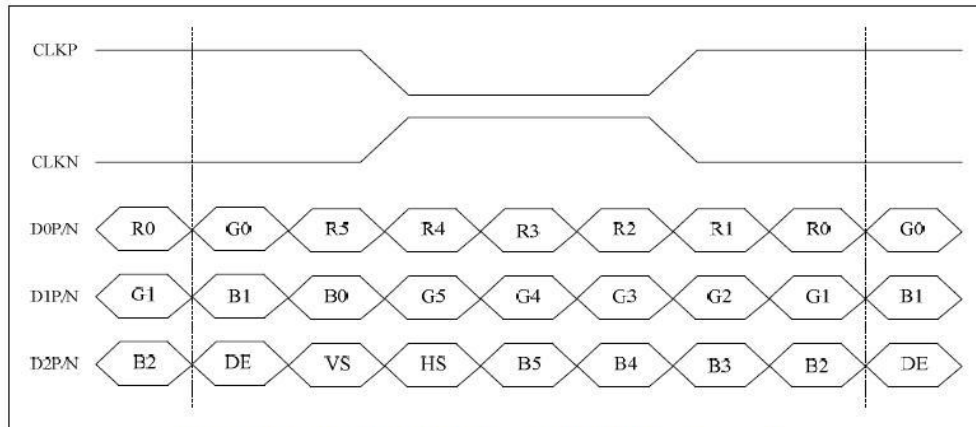 CLKP
CLKN
D0P/N R0 G0 R5 R4 R3 R2 R1 R0 G0
D1P/N G1 B1 B0 G5 G4 G3 G2 G1 B1
D2P/N B2 DE VS HS B5 B4 B3 B2 DE